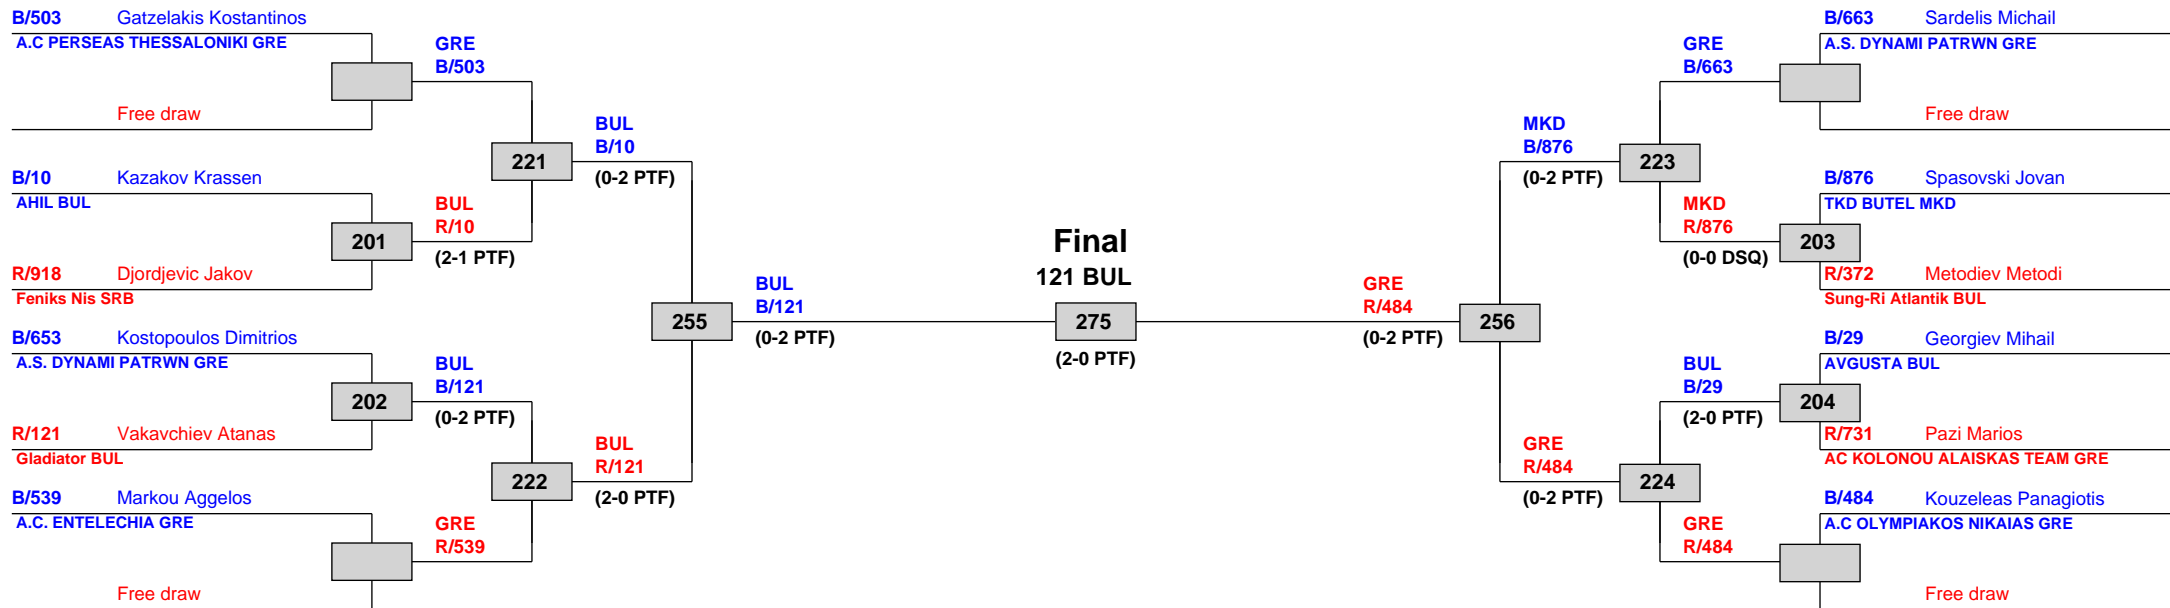 B/503 Gatzelakis Kostantinos
A.C PERSEAS THESSALONIKI GRE
Free draw
GRE
B/503
B/10 Kazakov Krassen
AHIL BUL
201
R/918 Djordjevic Jakov
Feniks Nis SRB
BUL
R/10
(2-1 PTF)
221
BUL
B/10
(0-2 PTF)
B/653 Kostopoulos Dimitrios
A.S. DYNAMI PATRWN GRE
202
R/121 Vakavchiev Atanas
Gladiator BUL
BUL
B/121
(0-2 PTF)
222
B/539 Markou Aggelos
A.C. ENTELECHIA GRE
Free draw
GRE
R/539
BUL
R/121
(2-0 PTF)
255
BUL
B/121
(0-2 PTF)
Final
121 BUL
275
(2-0 PTF)
GRE
R/484
(0-2 PTF)
256
MKD
B/876
(0-2 PTF)
223
GRE
B/663
B/663 Sardelis Michail
A.S. DYNAMI PATRWN GRE
Free draw
MKD
R/876
(0-0 DSQ)
203
B/876 Spasovski Jovan
TKD BUTEL MKD
R/372 Metodiev Metodi
Sung-Ri Atlantik BUL
GRE
R/484
(0-2 PTF)
224
BUL
B/29
(2-0 PTF)
204
B/29 Georgiev Mihail
AVGUSTA BUL
R/731 Pazi Marios
AC KOLONOU ALAISKAS TEAM GRE
GRE
R/484
B/484 Kouzeleas Panagiotis
A.C OLYMPIAKOS NIKAIAS GRE
Free draw